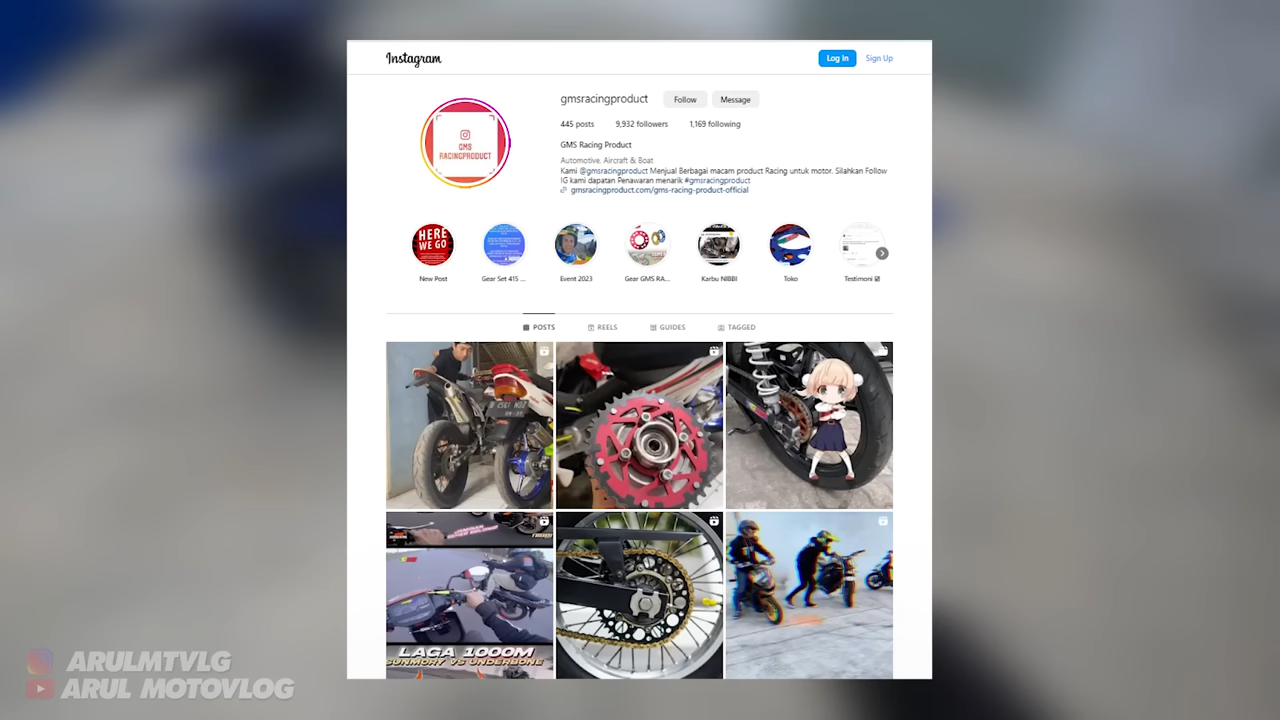 Instagram
Log In
Sign Up
gmsracingproduct
Follow
Message
445 posts
9,932 followers
1,169 following
GMS Racing Product
Automotive, Aircraft & Boat
Kami @gmsracingproduct Menjual Berbagai macam product Racing untuk motor. Silahkan Follow
IG kami dapatan Penawaran menarik #gmsracingproduct
gmsracingproduct.com/gms-racing-product-official
GMS
RACINGPRODUCT
HERE
WE GO
New Post
Gear Set 415 ...
Event 2023
Gear GMS RA...
Karbu NIBBI
Toko
Testimoni ☑
POSTS
REELS
GUIDES
TAGGED
LAGA 1000M
SUNMORY VS UNDERBONE
ARULMTVLG
ARUL MOTOVLOG